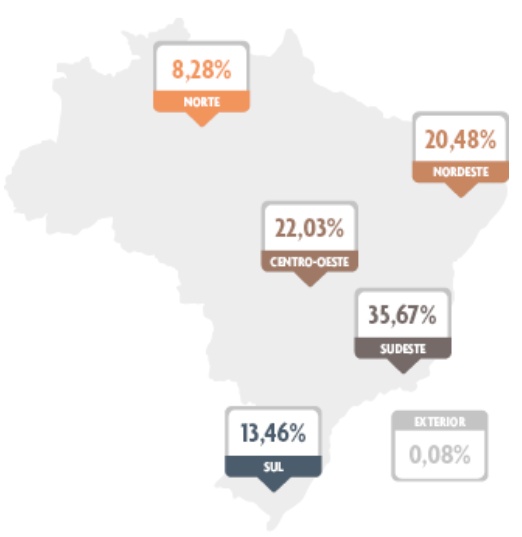 8,28%
NORTE
20,48%
NORDESTE
22,03%
CENTRO-OESTE
35,67%
SUDESTE
13,46%
SUL
EXTERIOR
0,08%